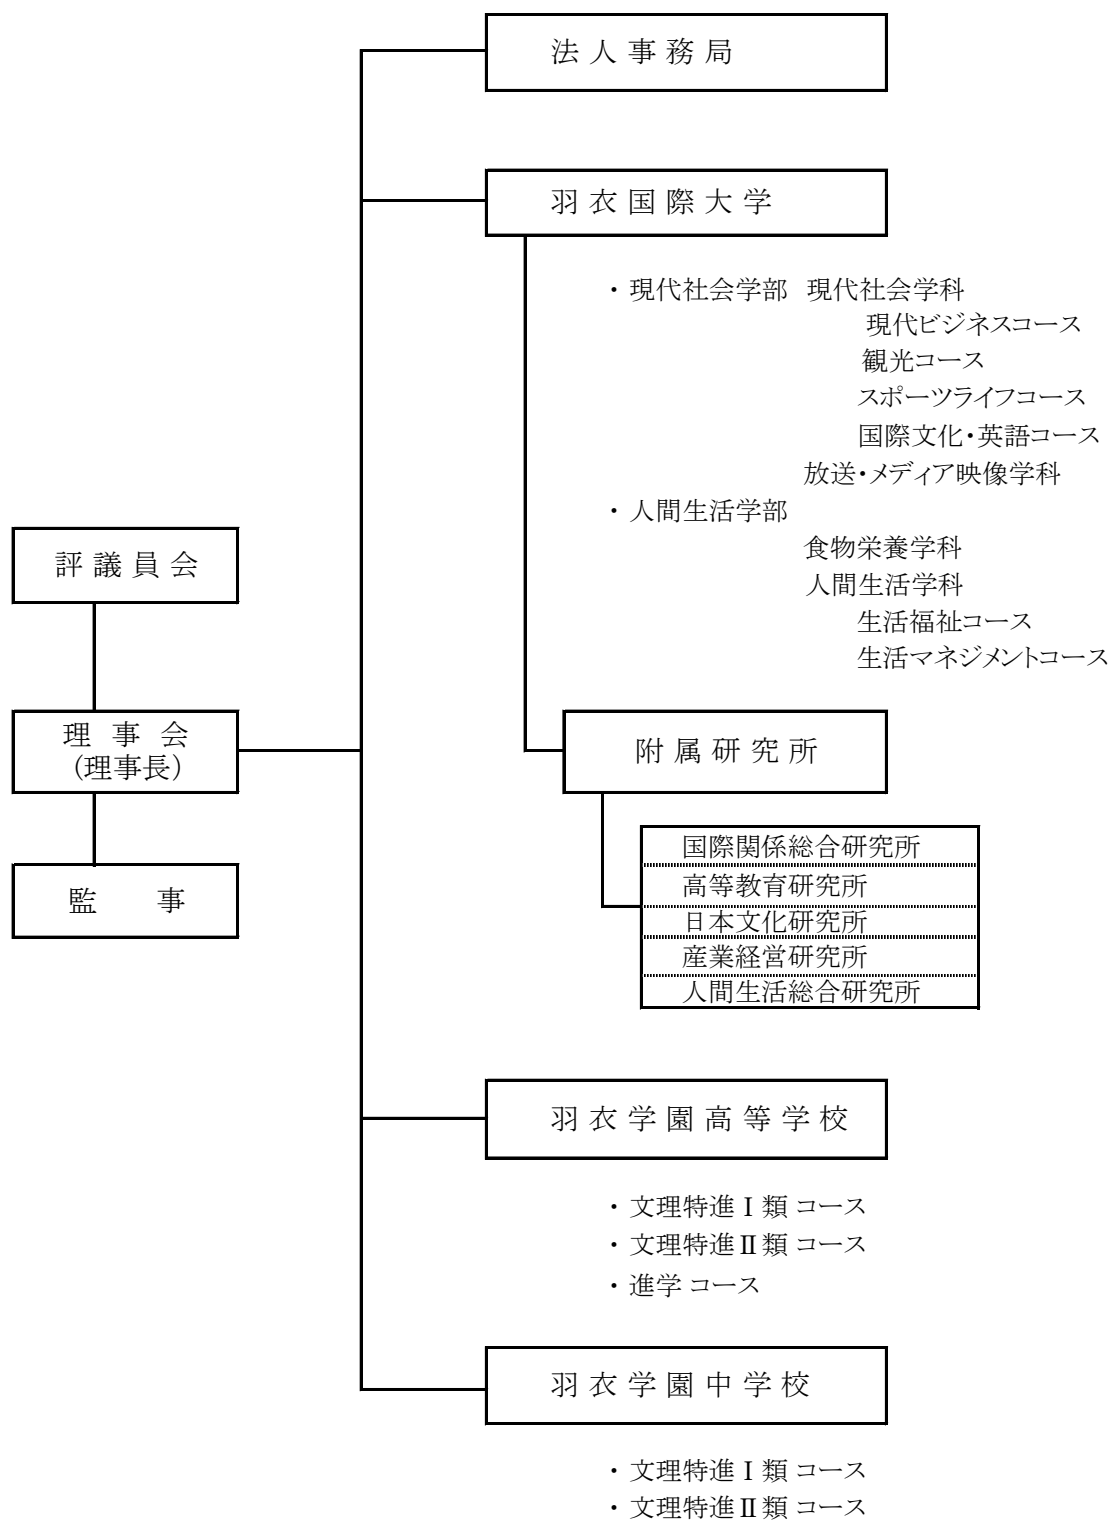 法人事務局
羽衣国際大学
・現代社会学部 現代社会学科
現代ビジネスコース
観光コース
スポーツライフコース
国際文化・英語コース
放送・メディア映像学科
・人間生活学部
食物栄養学科
人間生活学科
生活福祉コース
生活マネジメントコース
評議員会
理事会
(理事長)
監事
附属研究所
国際関係総合研究所
高等教育研究所
日本文化研究所
産業経営研究所
人間生活総合研究所
羽衣学園高等学校
・文理特進Ⅰ類 コース
・文理特進Ⅱ類 コース
・進学 コース
羽衣学園中学校
・文理特進Ⅰ類 コース
・文理特進Ⅱ類 コース